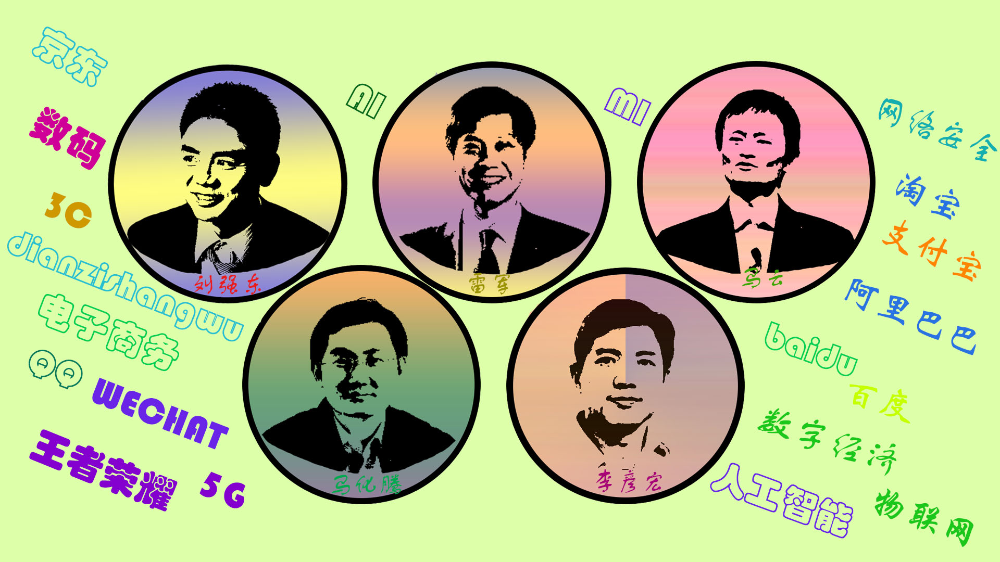 京东
数码
3C
dianzishangwu
电子商务
QQ
WECHAT
王者荣耀
5G
AI
MI
刘强东
雷军
马云
马化腾
李彦宏
网络安全
淘宝
支付宝
阿里巴巴
baidu
百度
数字经济
人工智能
物联网